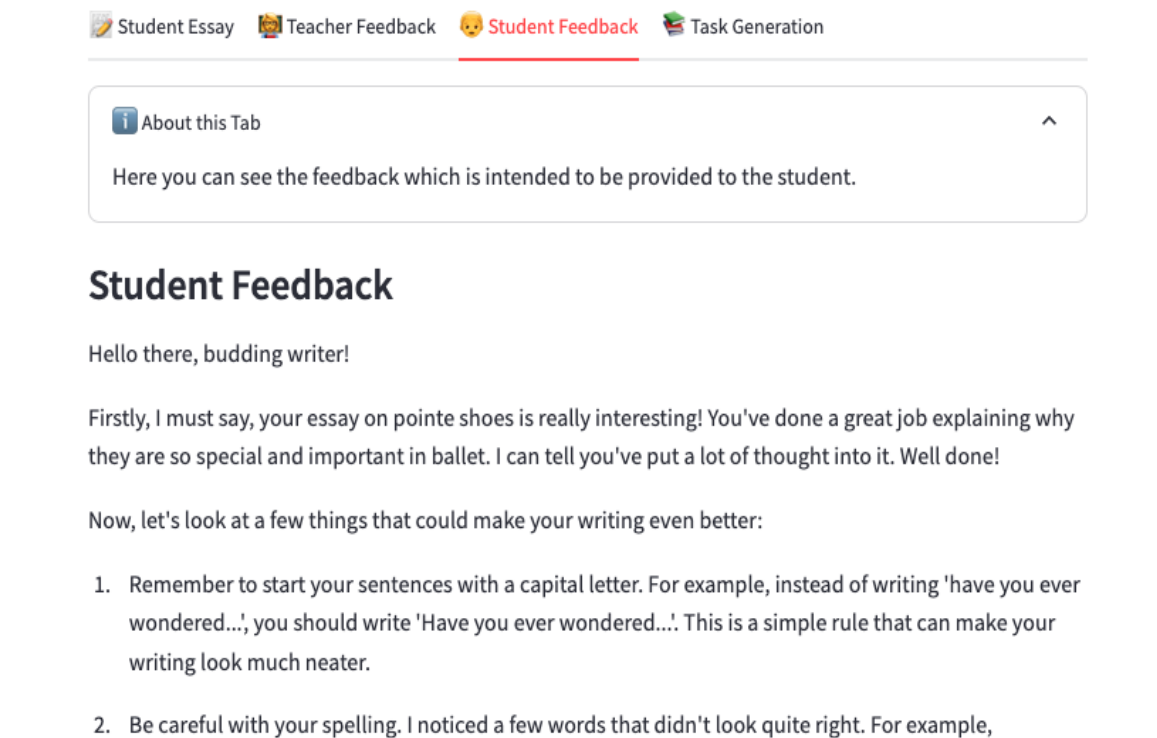 Student Essay Teacher Feedback Student Feedback Task Generation
About this Tab
Here you can see the feedback which is intended to be provided to the student.
Student Feedback
Hello there, budding writer!
Firstly, I must say, your essay on pointe shoes is really interesting! You've done a great job explaining why
they are so special and important in ballet. I can tell you've put a lot of thought into it. Well done!
Now, let's look at a few things that could make your writing even better:
1. Remember to start your sentences with a capital letter. For example, instead of writing 'have you ever
wondered...', you should write 'Have you ever wondered...'. This is a simple rule that can make your
writing look much neater.
2. Be careful with your spelling. I noticed a few words that didn't look quite right. For example,